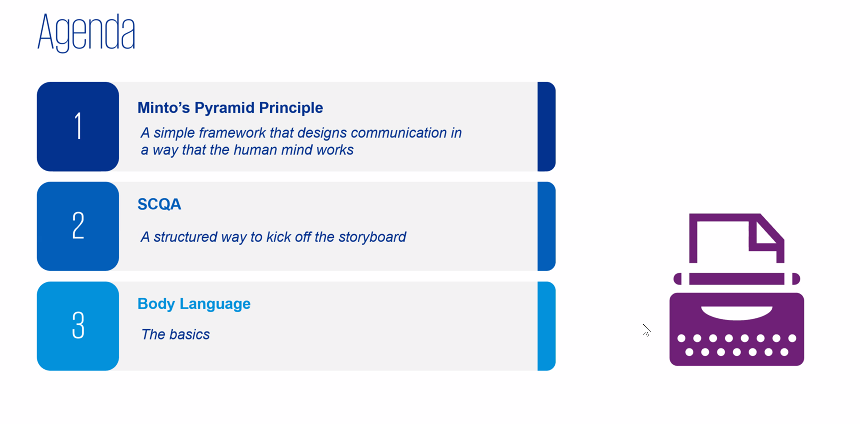 Agenda
1
Minto’s Pyramid Principle
A simple framework that designs communication in
a way that the human mind works
2
SCQA
A structured way to kick off the storyboard
3
Body Language
The basics